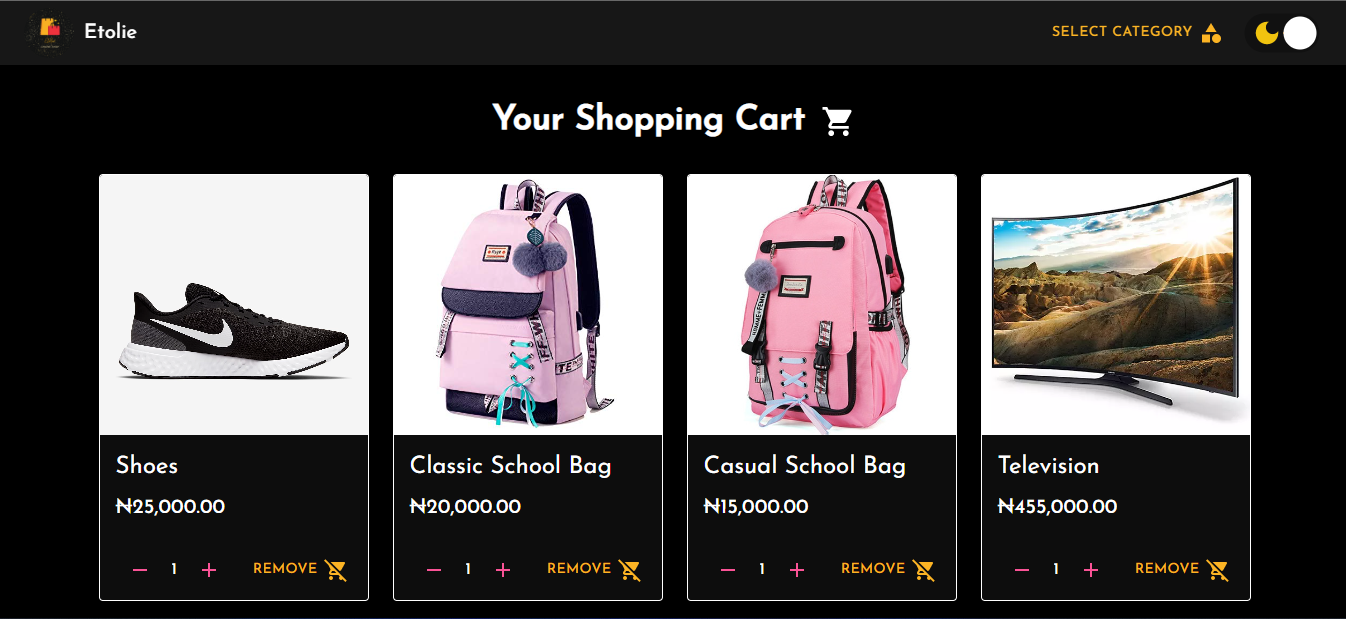 Etolie
SELECT CATEGORY
Your Shopping Cart
Shoes
₦25,000.00
1
REMOVE
Classic School Bag
₦20,000.00
1
REMOVE
Casual School Bag
₦15,000.00
1
REMOVE
Television
₦455,000.00
1
REMOVE